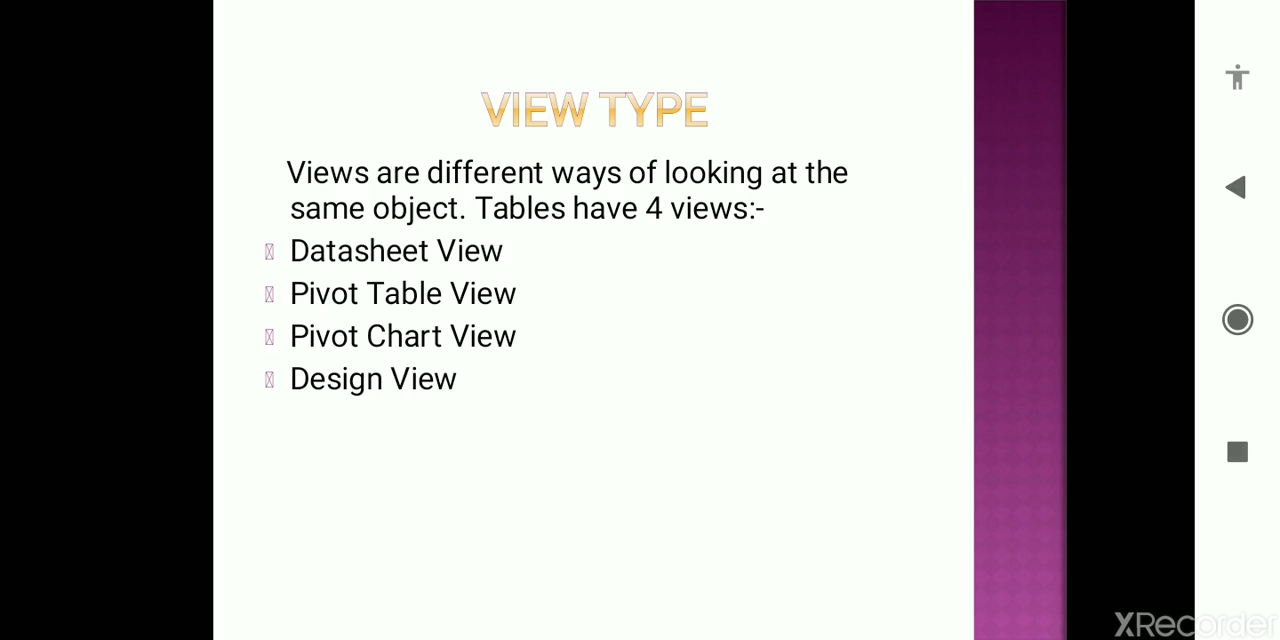 VIEW TYPE
Views are different ways of looking at the
same object. Tables have 4 views:-
Datasheet View
Pivot Table View
Pivot Chart View
Design View
XRecorder